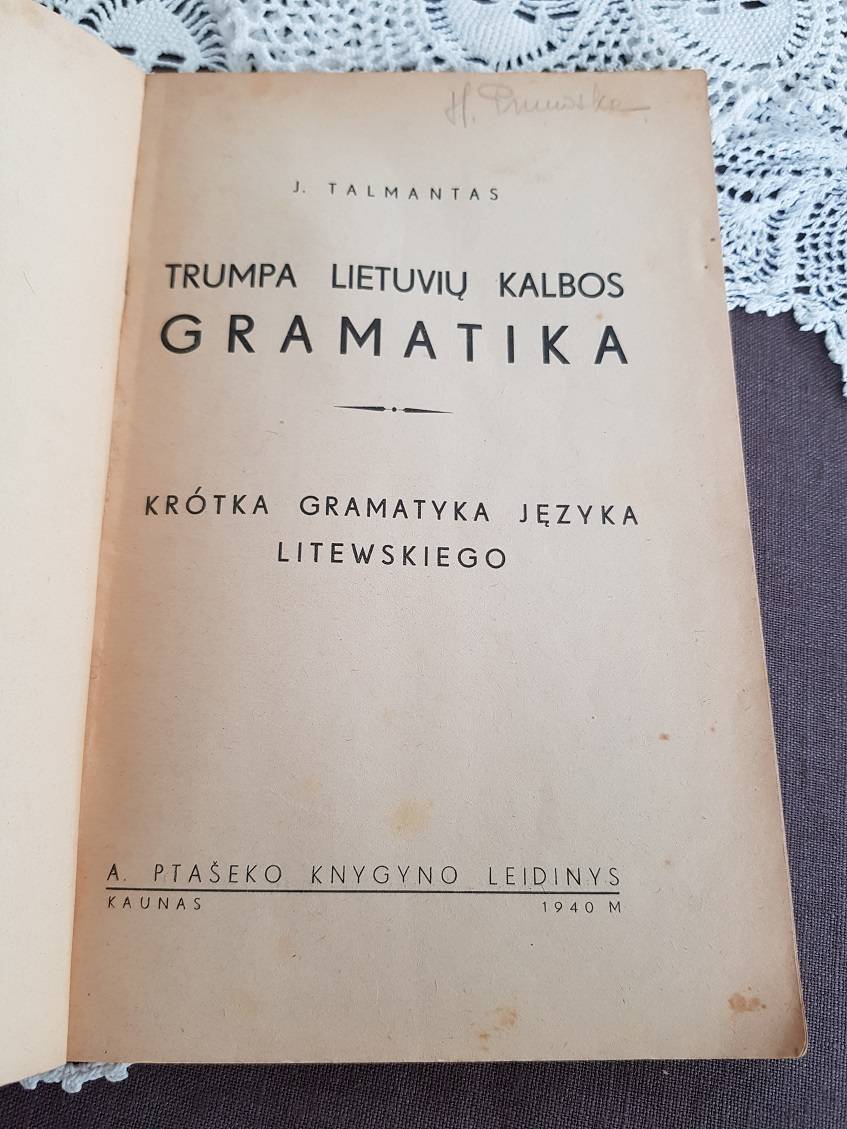 J. TALMANTAS
TRUMPA LIETUVIŲ KALBOS
GRAMATIKA
KRÓTKA GRAMATYKA JĘZYKA
LITEWSKIEGO
A. PTAŠEKO KNYGYNO LEIDINYS
KAUNAS 1940 M